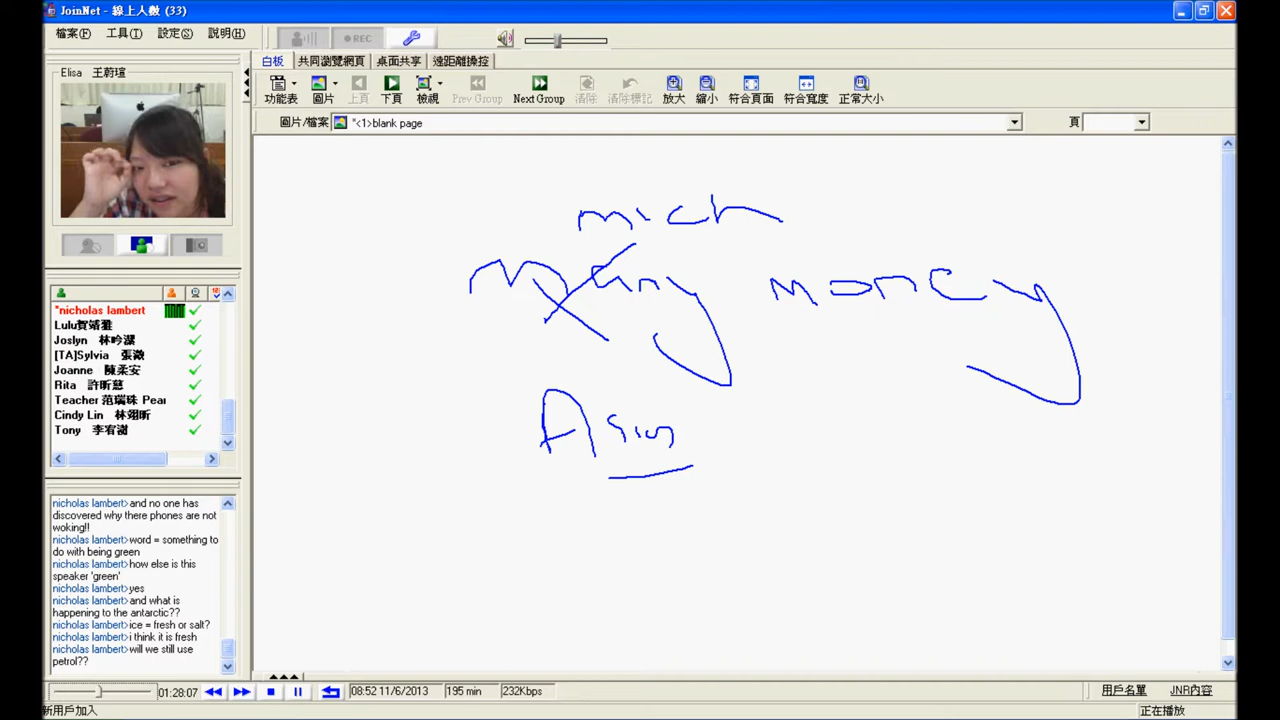 JoinNet - 線上人數 (33)
檔案(F) 工具(T) 設定(S) 說明(H) REC
Elisa 王蔚瑄
白板 共同瀏覽網頁 桌面共享 遠距離操控
功能表 圖片 上頁 下頁 檢視 Prev Group Next Group 清除 清除標記 放大 縮小 符合頁面 符合寬度 正常大小
圖片/檔案 *<1>blank page 頁
mich
Many money
Asian
*nicholas lambert
Lulu賀婧雅
Joslyn 林吟潔
[TA]Sylvia 張澂
Joanne 陳柔安
Rita 許昕慈
Teacher 范瑞珠 Pear
Cindy Lin 林翊昕
Tony 李宥澍
nicholas lambert>and no one has
discovered why there phones are not
woking!!
nicholas lambert>word = something to
do with being green
nicholas lambert>how else is this
speaker 'green'
nicholas lambert>yes
nicholas lambert>and what is
happening to the antarctic??
nicholas lambert>ice = fresh or salt?
nicholas lambert>i think it is fresh
nicholas lambert>will we still use
petrol??
01:28:07 08:52 11/6/2013 195 min 232Kbps 用戶名單 JNR內容
新用戶加入 正在播放